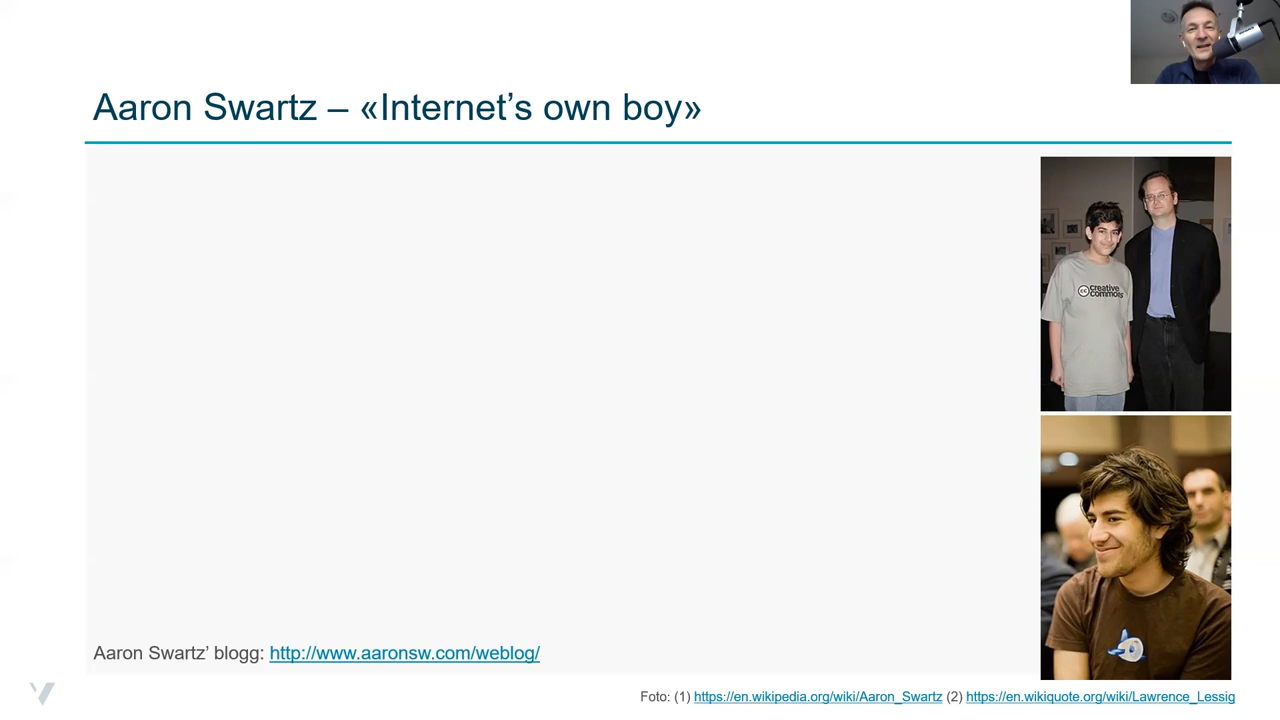 Aaron Swartz – «Internet’s own boy»
creative
commons
Aaron Swartz’ blogg: http://www.aaronsw.com/weblog/
Foto: (1) https://en.wikipedia.org/wiki/Aaron_Swartz (2) https://en.wikiquote.org/wiki/Lawrence_Lessig